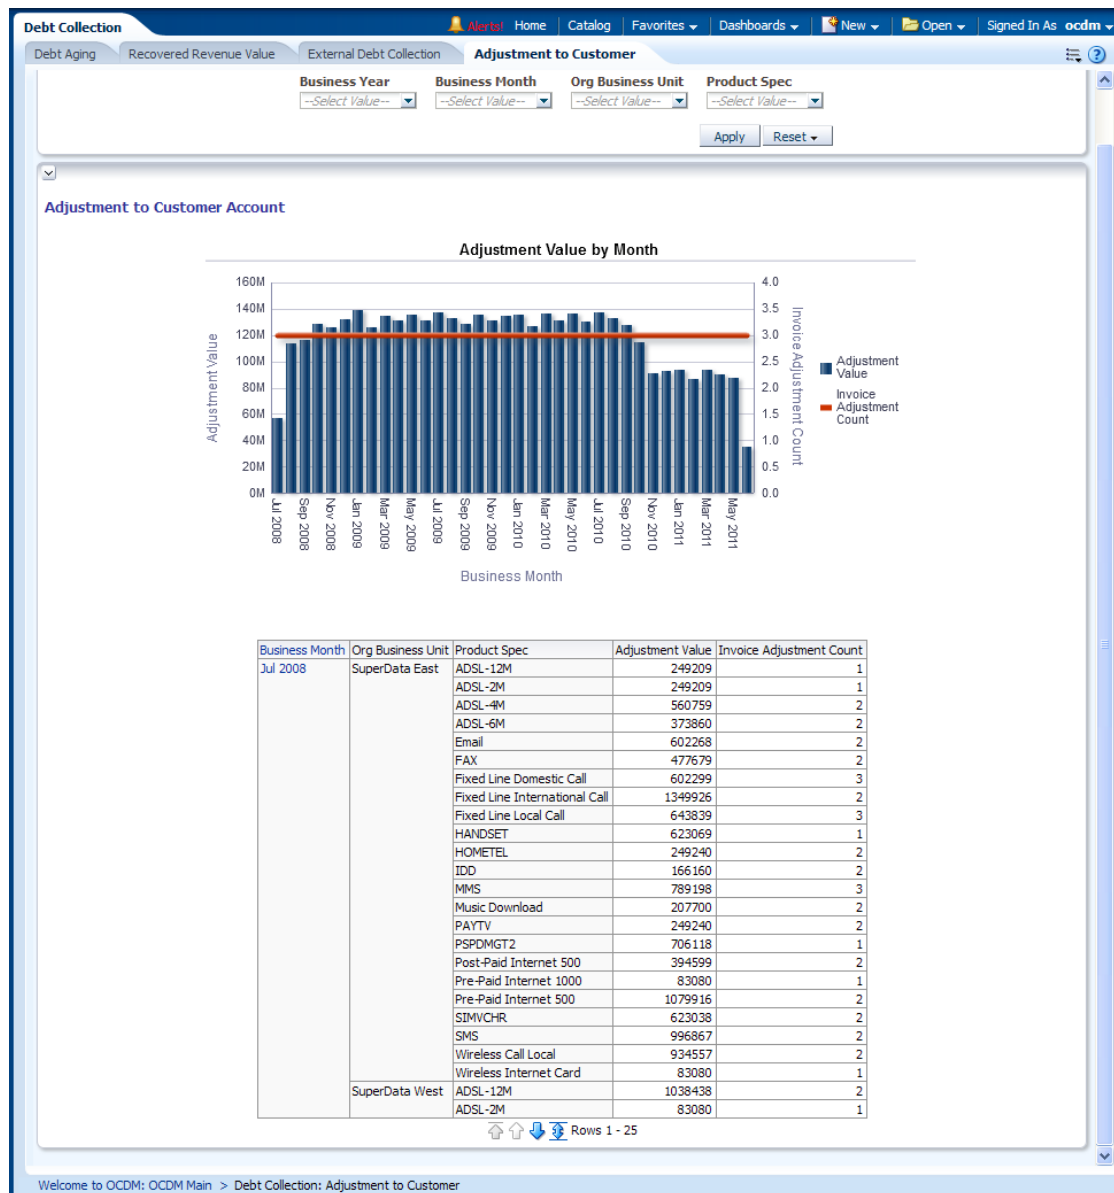 Debt Collection
Alerts! Home Catalog Favorites Dashboards New Open Signed In As ocdm
Debt Aging Recovered Revenue Value External Debt Collection Adjustment to Customer
Business Year Business Month Org Business Unit Product Spec
--Select Value-- --Select Value-- --Select Value-- --Select Value--
Apply Reset
Adjustment to Customer Account
Adjustment Value by Month
160M 4.0
140M 3.5
120M 3.0
100M 2.5
80M 2.0
60M 1.5
40M 1.0
20M 0.5
0M 0.0
Adjustment Value
Invoice Adjustment Count
Adjustment
Value
Invoice
Adjustment
Count
Jul 2008 Sep 2008 Nov 2008 Jan 2009 Mar 2009 May 2009 Jul 2009 Sep 2009 Nov 2009 Jan 2010 Mar 2010 May 2010 Jul 2010 Sep 2010 Nov 2010 Jan 2011 Mar 2011 May 2011
Business Month
Business Month Org Business Unit Product Spec Adjustment Value Invoice Adjustment Count
Jul 2008 SuperData East ADSL-12M 249209 1
ADSL-2M 249209 1
ADSL-4M 560759 2
ADSL-6M 373860 2
Email 602268 2
FAX 477679 2
Fixed Line Domestic Call 602299 3
Fixed Line International Call 1349926 2
Fixed Line Local Call 643839 3
HANDSET 623069 1
HOMETEL 249240 2
IDD 166160 2
MMS 789198 3
Music Download 207700 2
PAYTV 249240 2
PSPDMGT2 706118 1
Post-Paid Internet 500 394599 2
Pre-Paid Internet 1000 83080 1
Pre-Paid Internet 500 1079916 2
SIMVCHR 623038 2
SMS 996867 2
Wireless Call Local 934557 2
Wireless Internet Card 83080 1
SuperData West ADSL-12M 1038438 2
ADSL-2M 83080 1
Rows 1 - 25
Welcome to OCDM: OCDM Main > Debt Collection: Adjustment to Customer